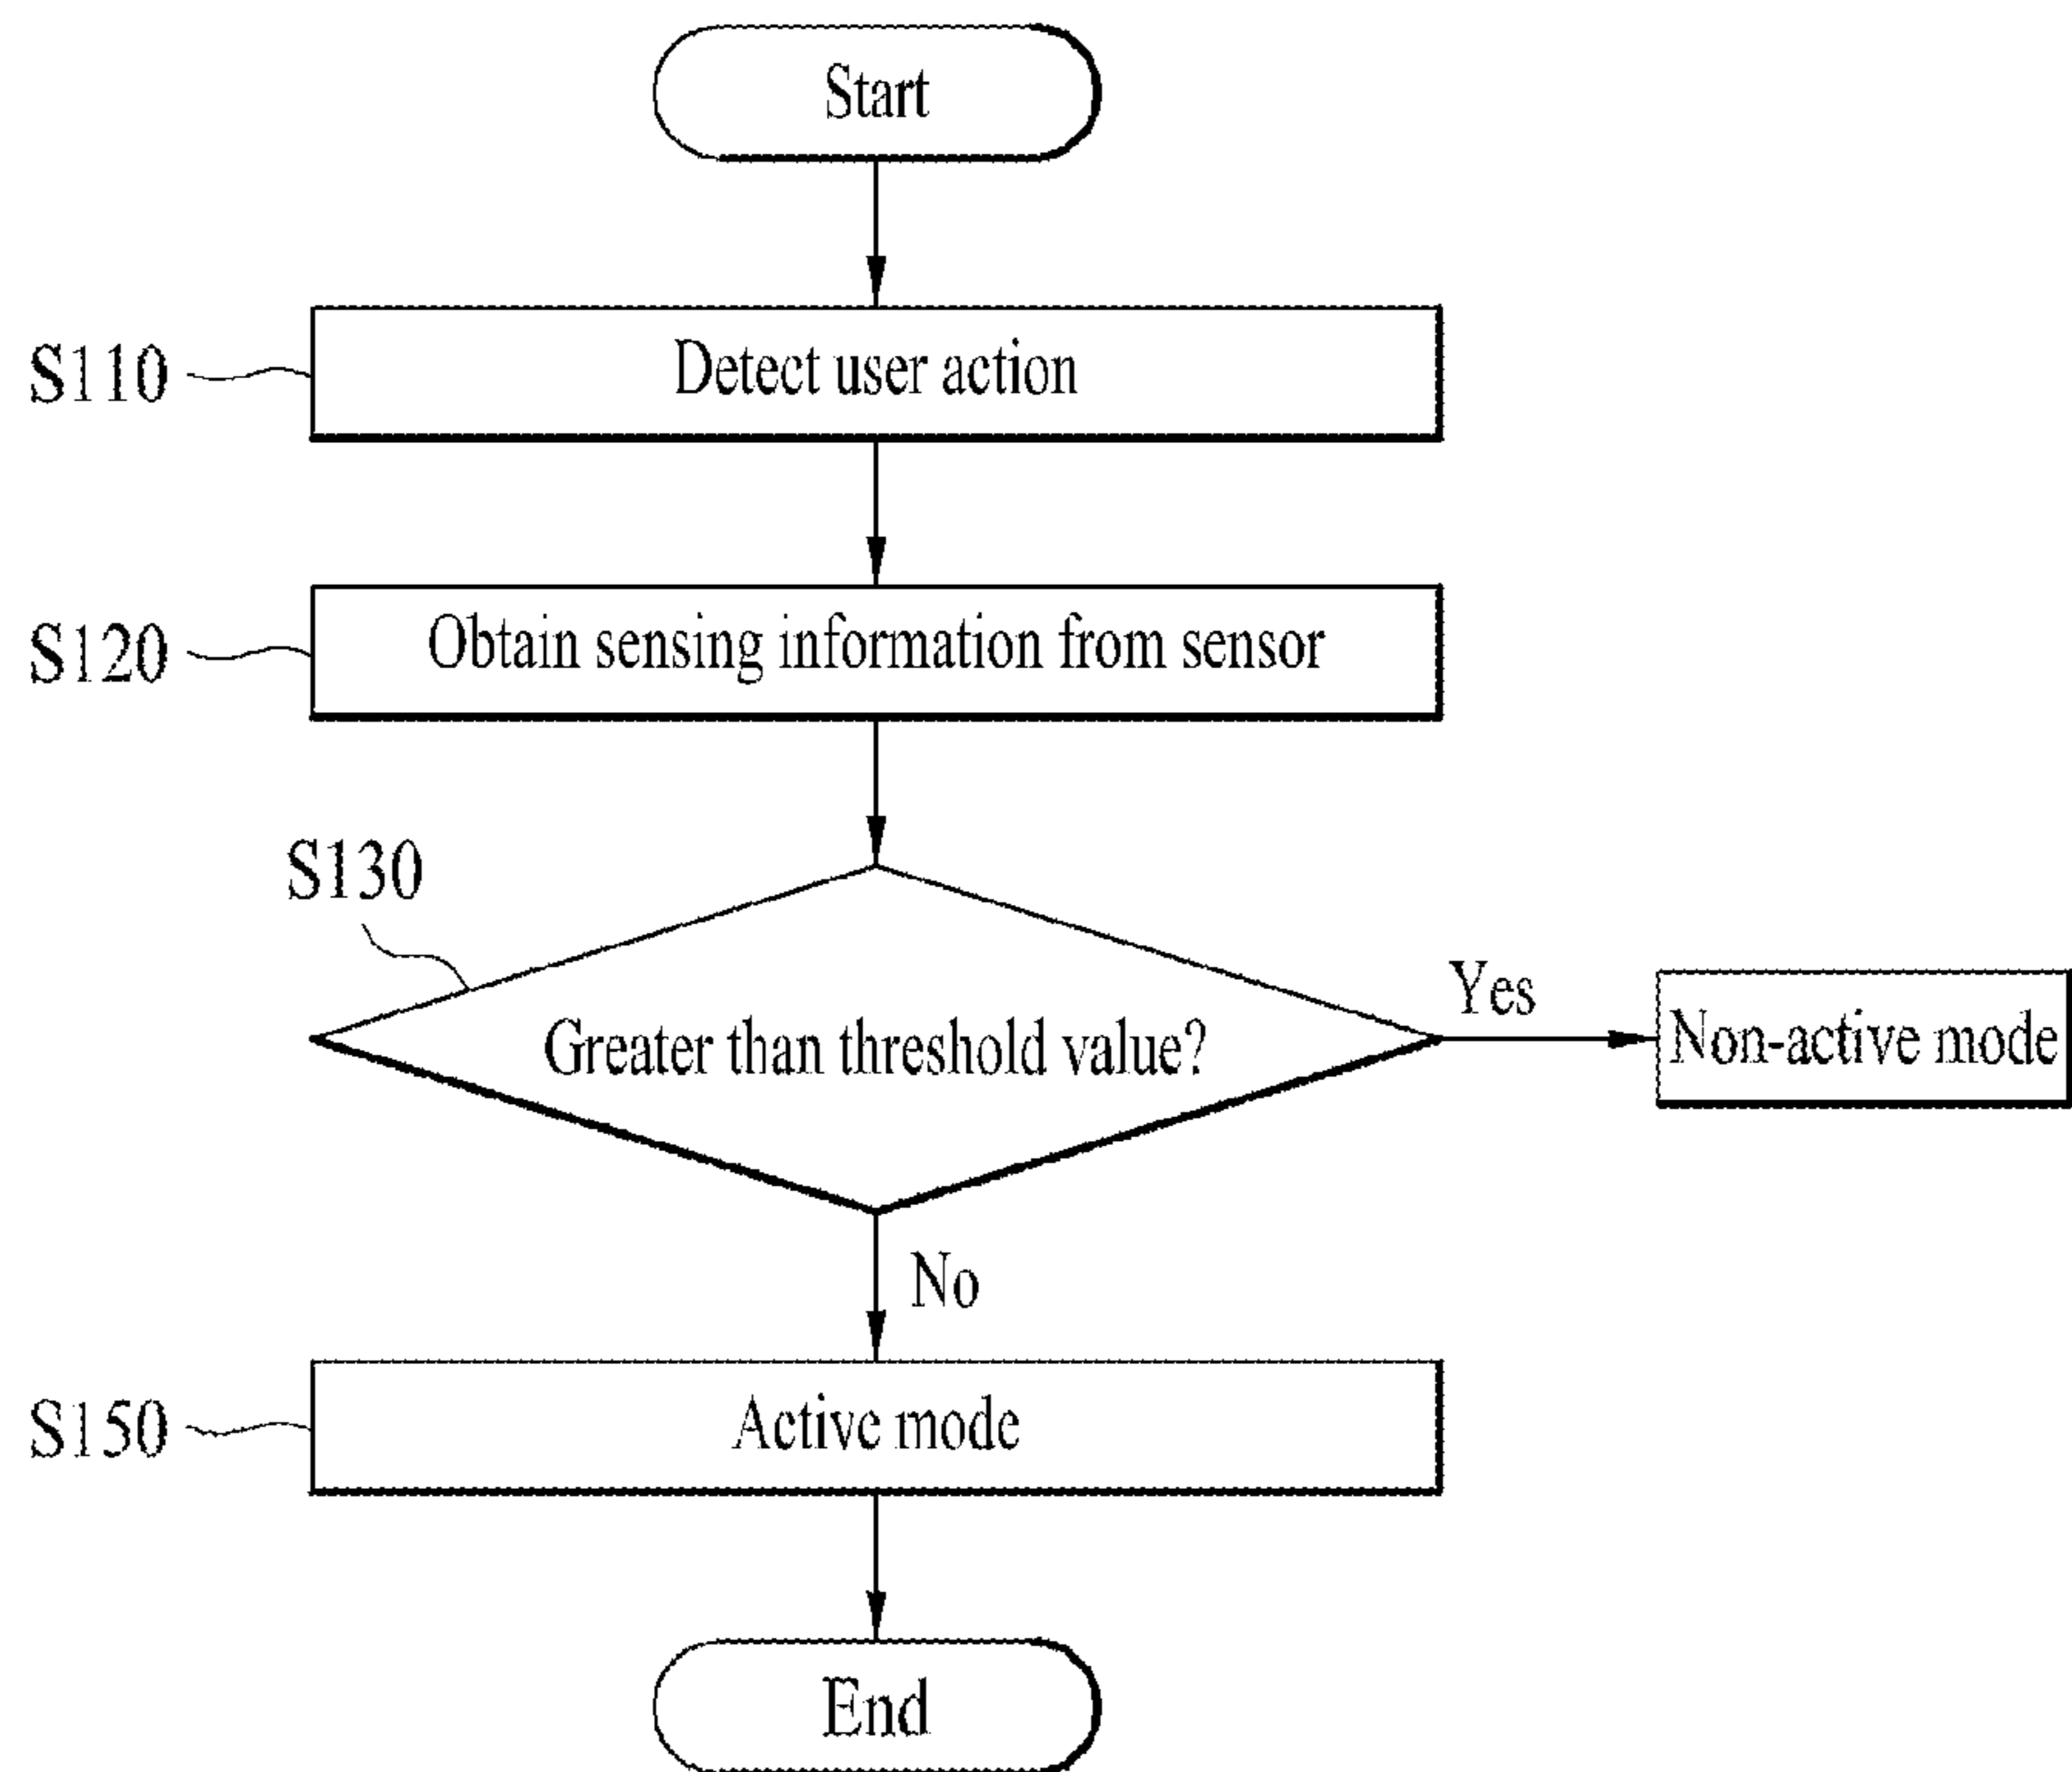 Start
S110
Detect user action
S120
Obtain sensing information from sensor
S130
Greater than threshold value?
Yes
Non-active mode
No
S150
Active mode
End